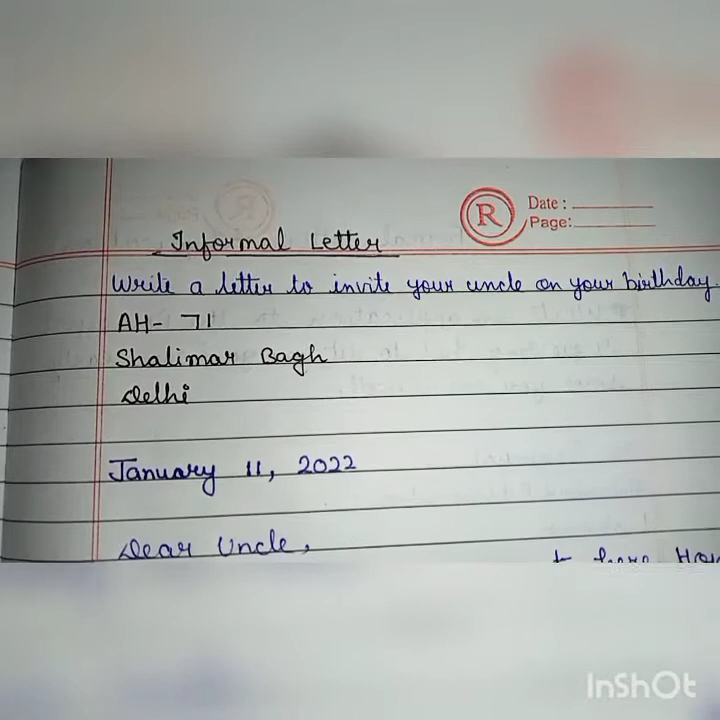 R
Date :
Page:
Informal Letter
Write a letter to invite your uncle on your birthday.
AH- 71
Shalimar Bagh
Delhi
January 11, 2022
Dear Uncle,
InShOt